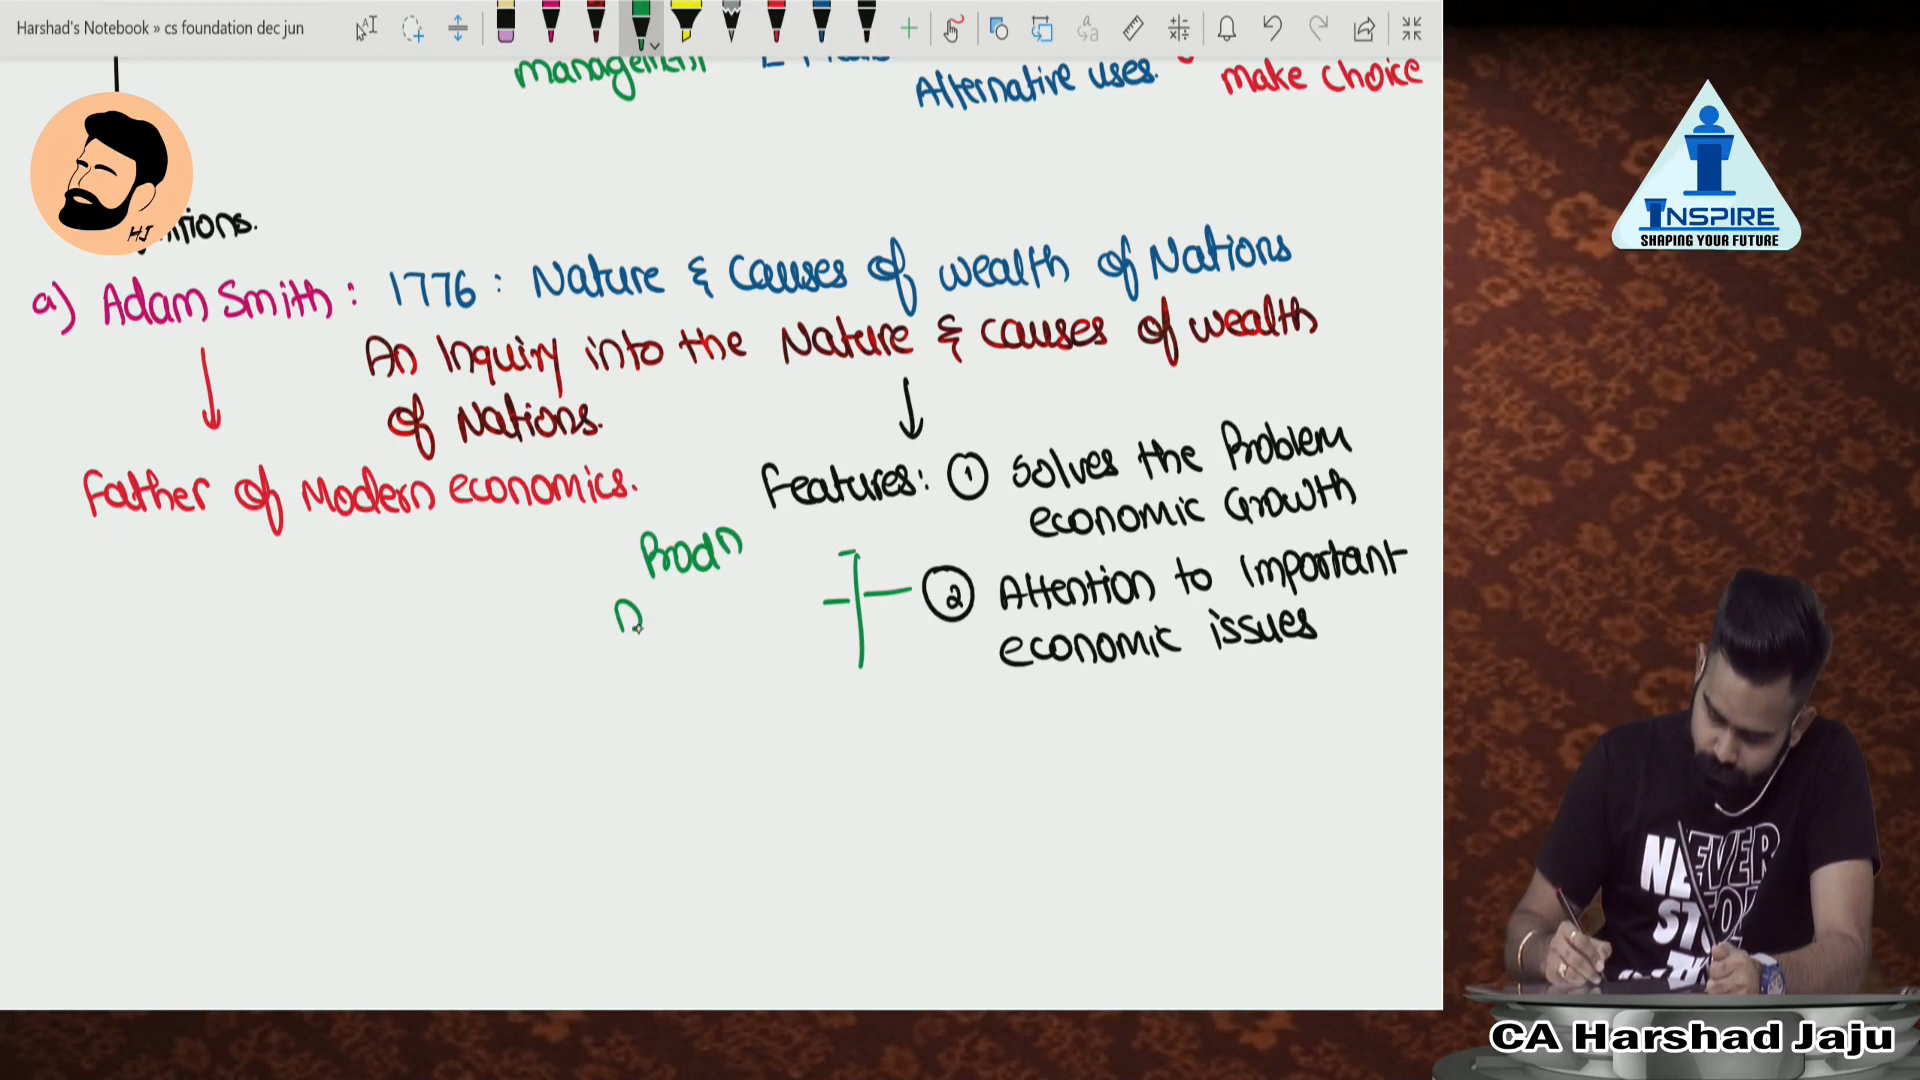 Harshad's Notebook » cs foundation dec jun
management
Alternative uses.
make choice
HJ
a) Adam Smith : 1776 : Nature & causes of wealth of Nations
An Inquiry into the Nature & causes of wealth
of Nations.
Father of Modern economics.
Features: ① Solves the Problem
economic Growth
Prodn
② Attention to important
economic issues
INSPIRE
SHAPING YOUR FUTURE
NEVER
CA Harshad Jaju